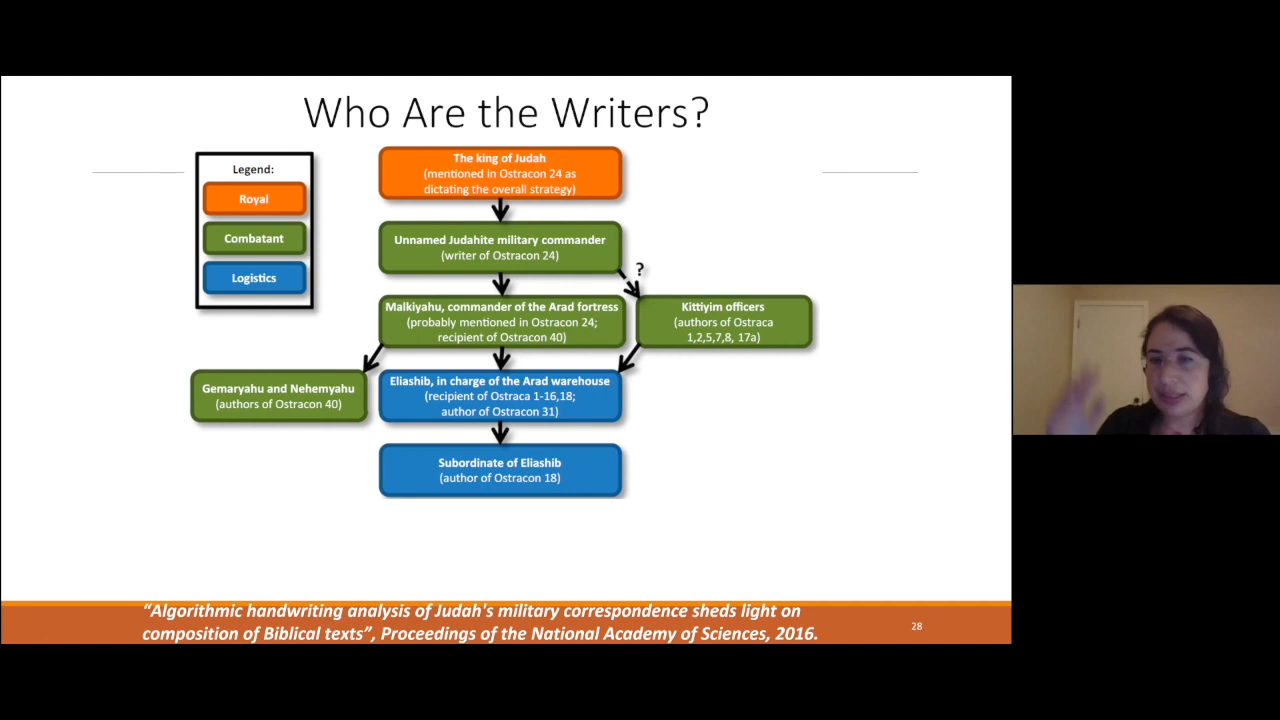 Who Are the Writers?
Legend:
Royal
Combatant
Logistics
The king of Judah
(mentioned in Ostracon 24 as
dictating the overall strategy)
Unnamed Judahite military commander
(writer of Ostracon 24)
?
Malkiyahu, commander of the Arad fortress
(probably mentioned in Ostracon 24;
recipient of Ostracon 40)
Kittiyim officers
(authors of Ostraca
1,2,5,7,8, 17a)
Gemaryahu and Nehemyahu
(authors of Ostracon 40)
Eliashib, in charge of the Arad warehouse
(recipient of Ostraca 1-16,18;
author of Ostracon 31)
Subordinate of Eliashib
(author of Ostracon 18)
“Algorithmic handwriting analysis of Judah's military correspondence sheds light on
composition of Biblical texts”, Proceedings of the National Academy of Sciences, 2016.
28